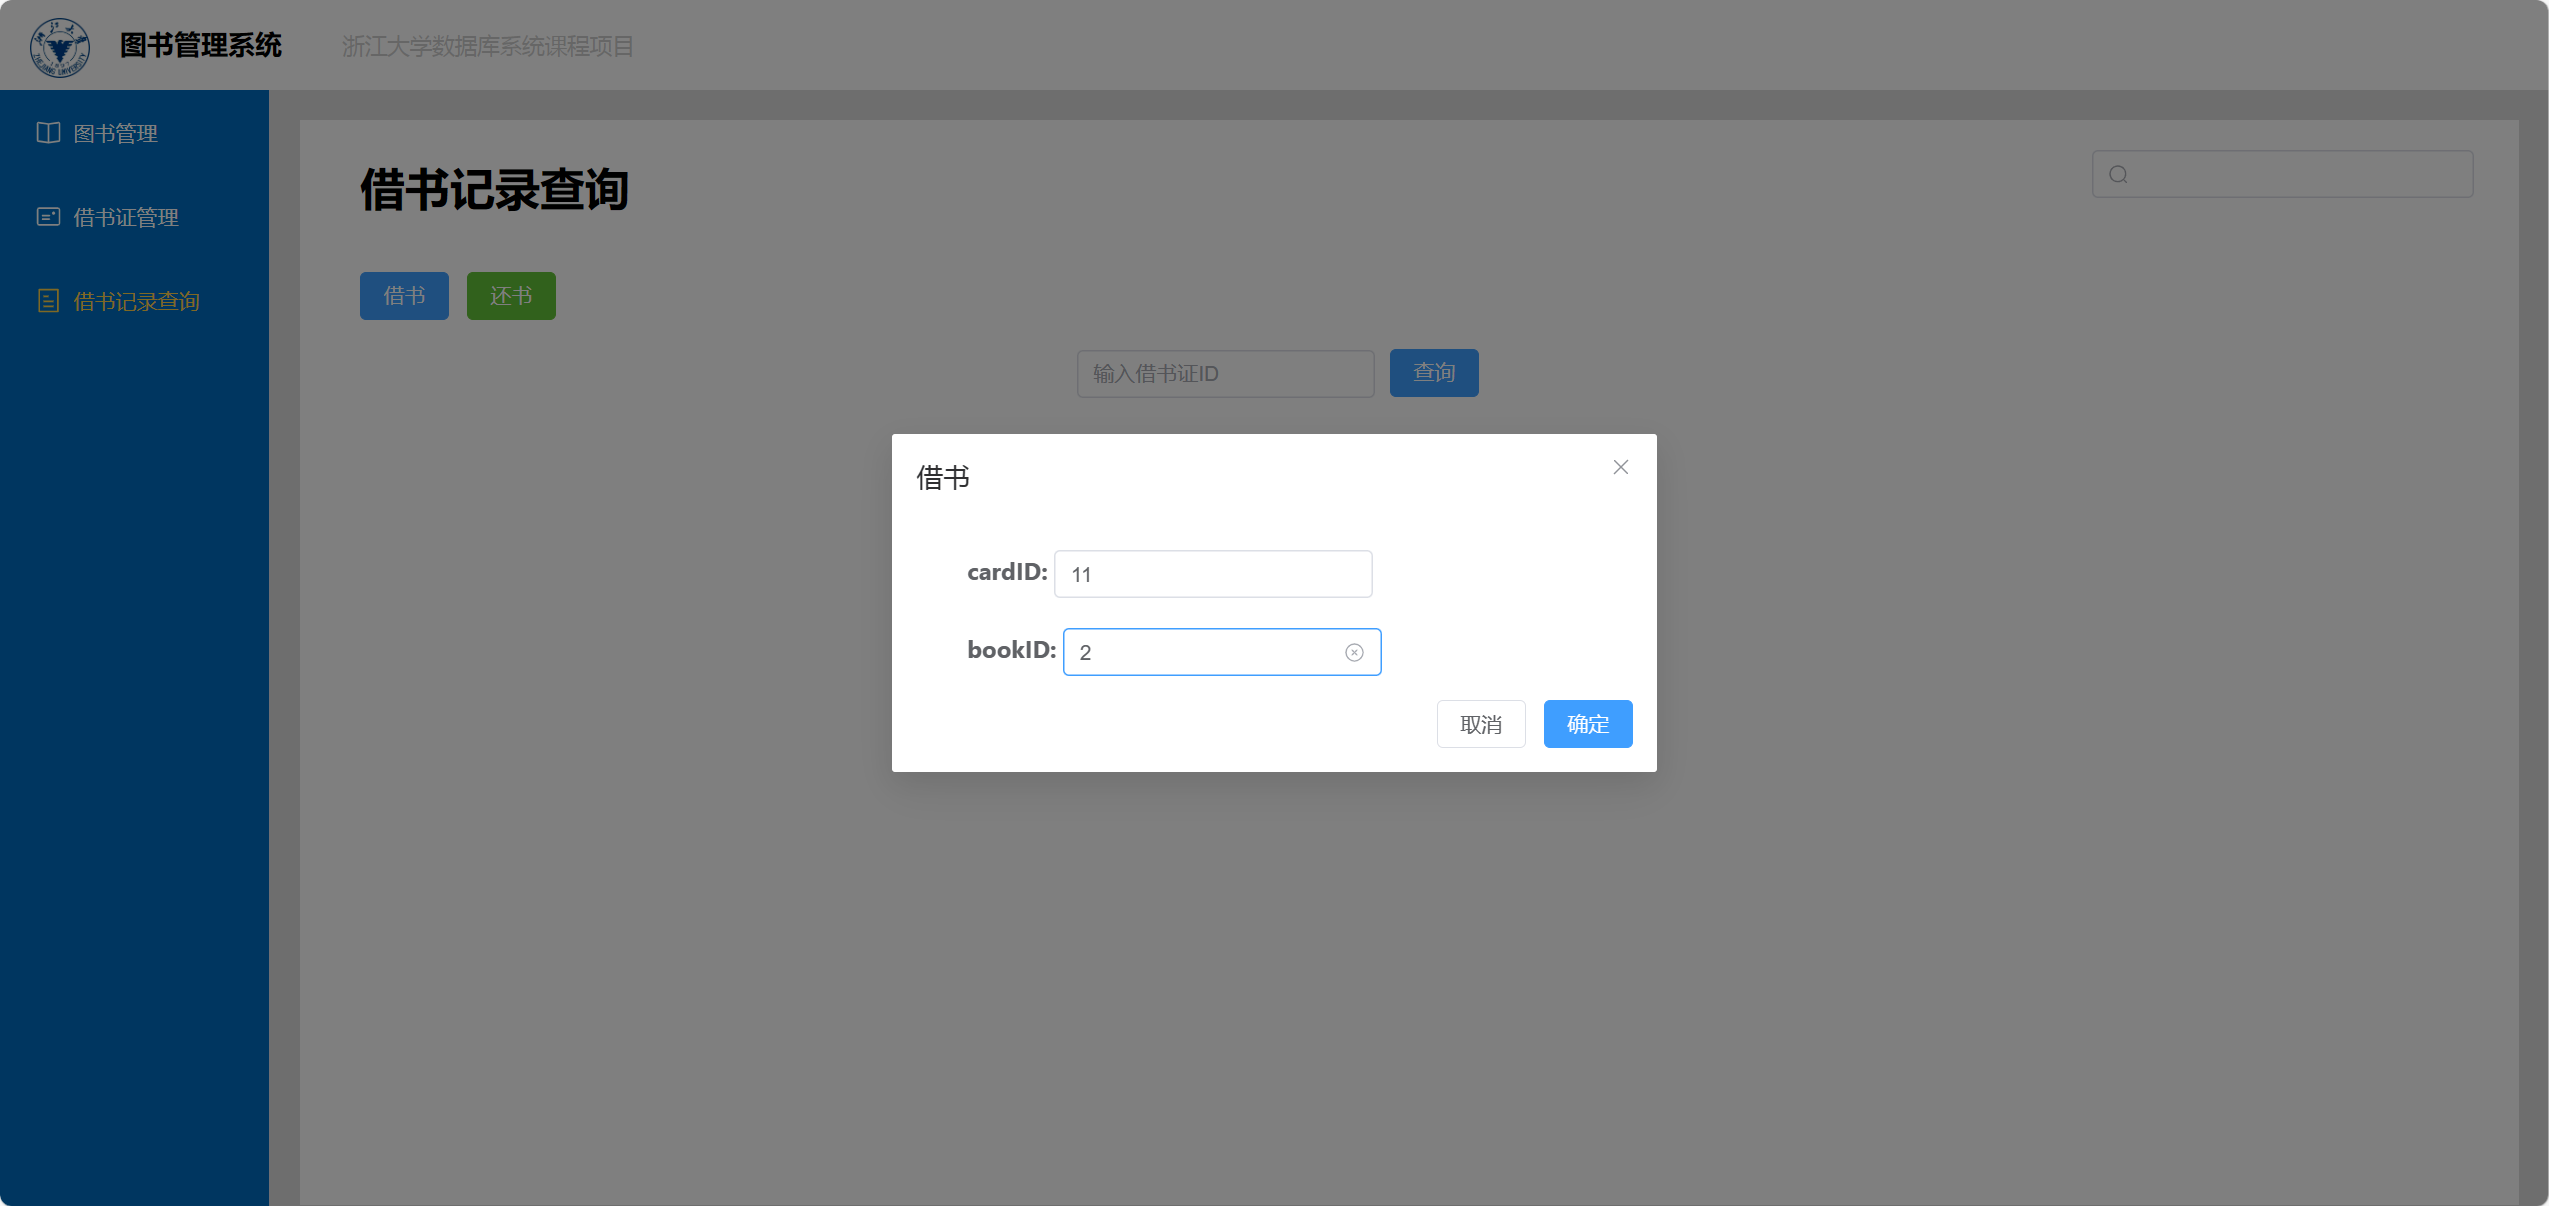 图书管理系统
浙江大学数据库系统课程项目
图书管理
借书证管理
借书记录查询
借书记录查询
借书 还书
输入借书证ID 查询
借书
cardID: 11
bookID: 2
取消 确定